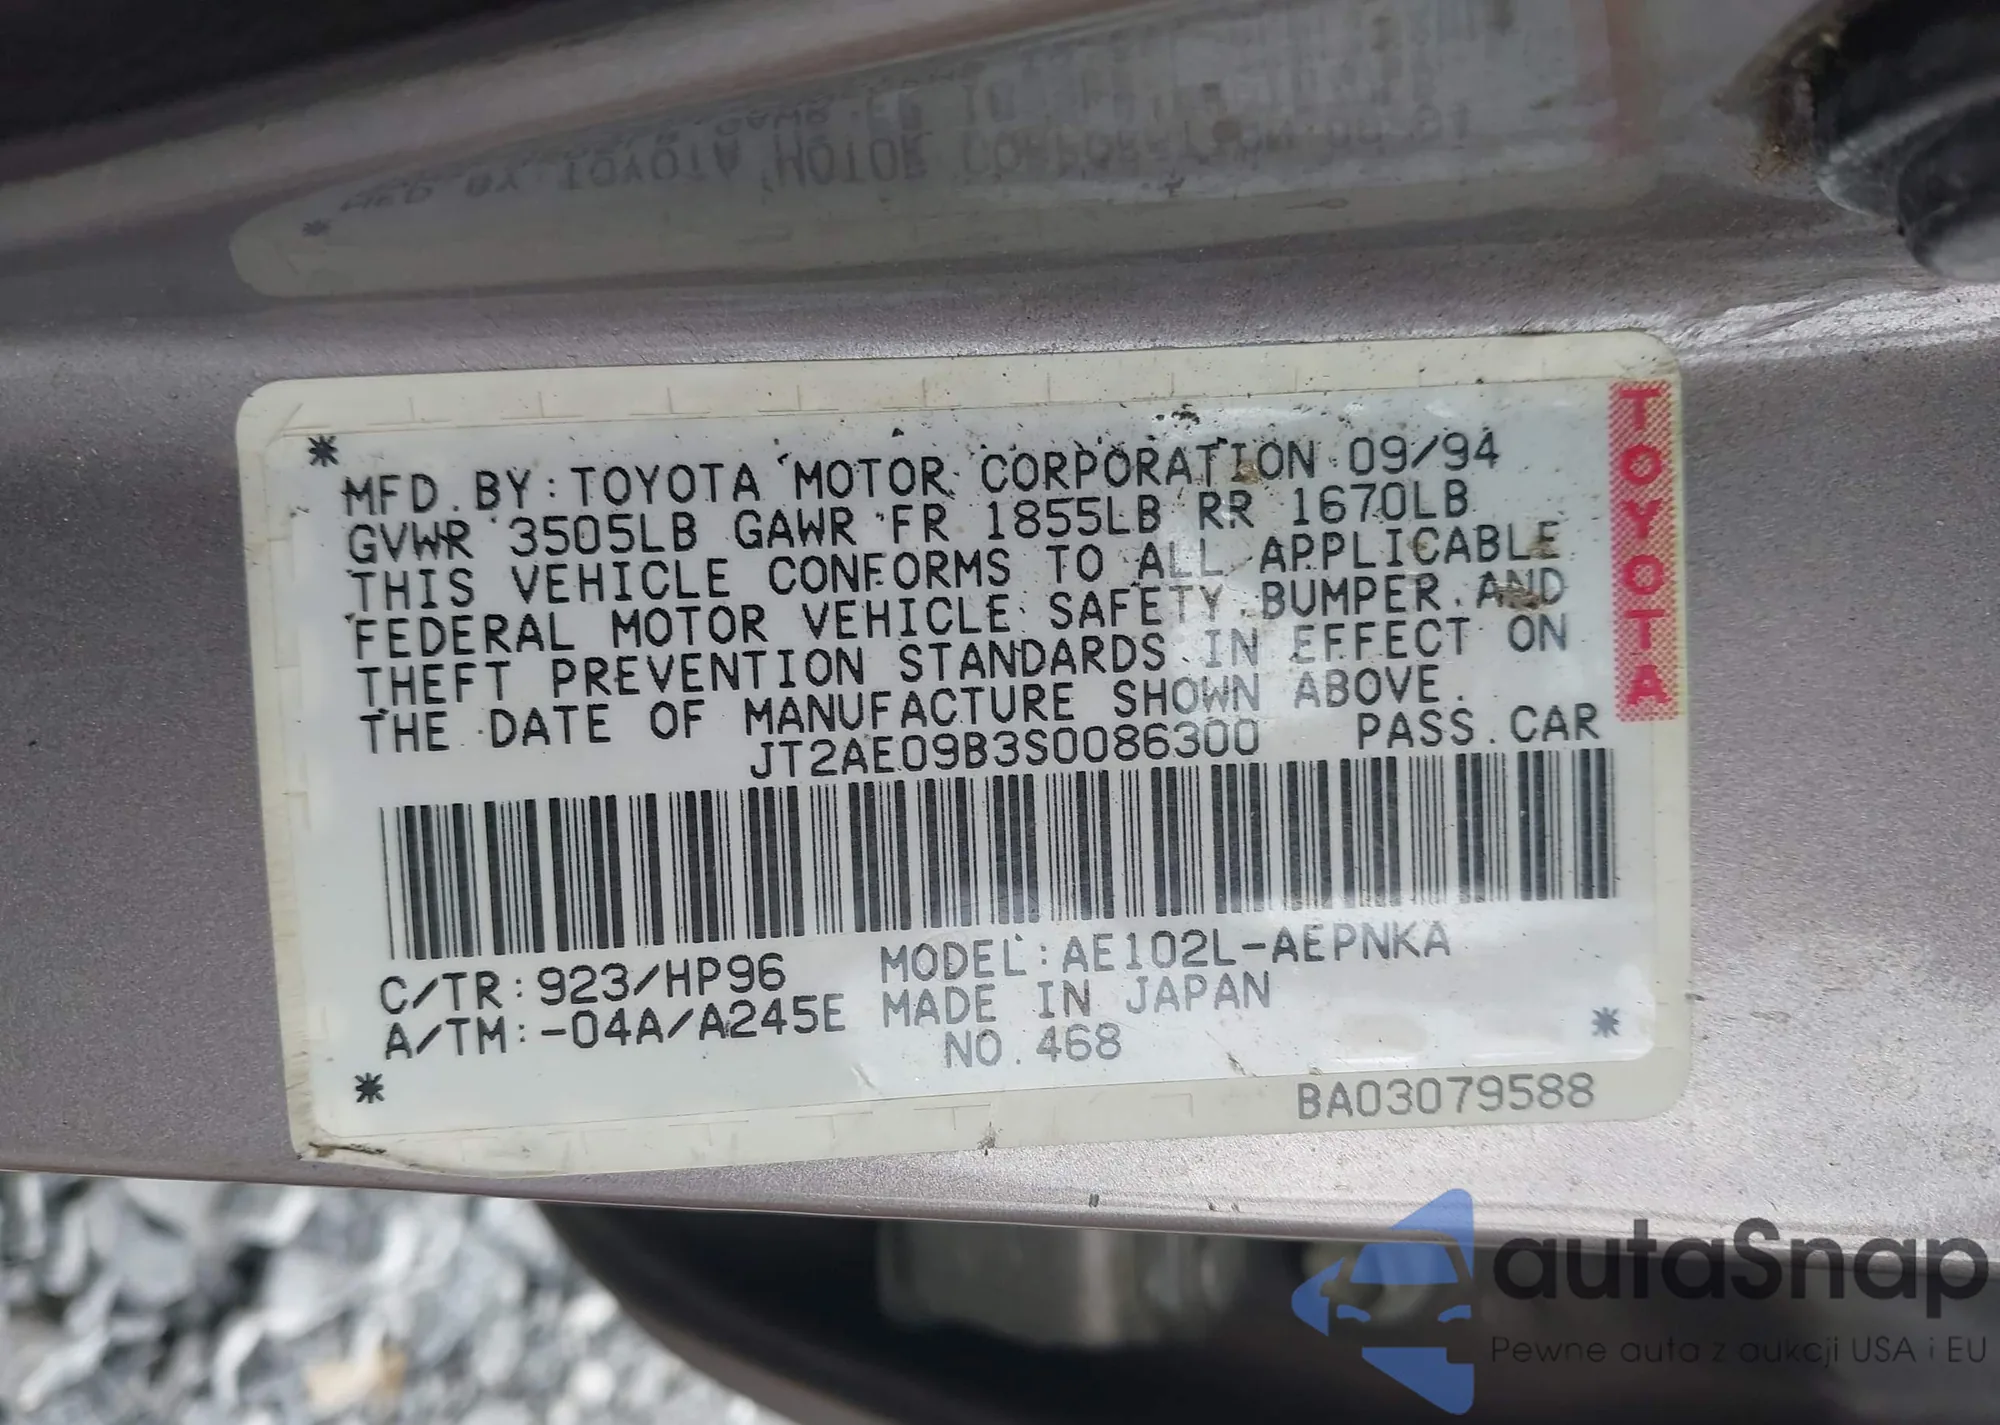 MFD. BY: TOYOTA MOTOR CORPORATION 09/94
GVWR 3505LB GAWR FR 1855LB RR 1670LB
THIS VEHICLE CONFORMS TO ALL APPLICABLE
FEDERAL MOTOR VEHICLE SAFETY, BUMPER, AND
THEFT PREVENTION STANDARDS IN EFFECT ON
THE DATE OF MANUFACTURE SHOWN ABOVE.
JT2AE09B3S0086300 PASS. CAR
TOYOTA
C/TR: 923/HP96 MODEL: AE102L-AEPNKA
A/TM: -04A/A245E MADE IN JAPAN
NO. 468
BA03079588
autaSnap
Pewne auta z aukcji USA i EU